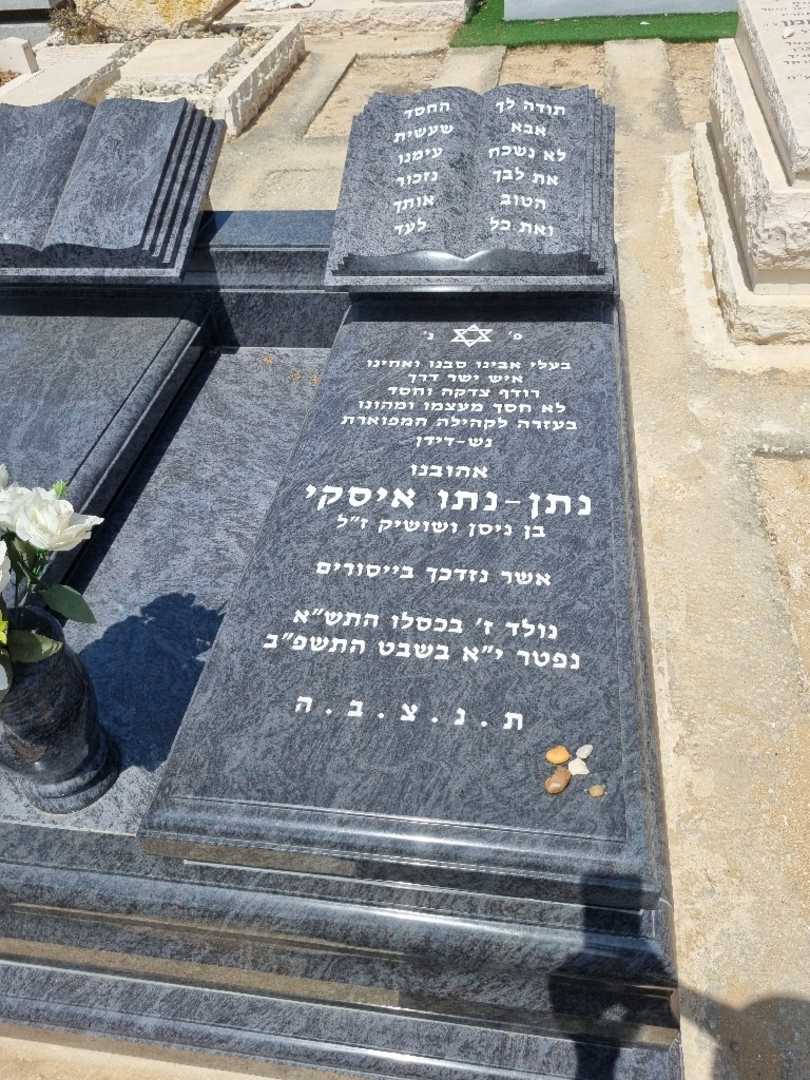 תודה לך
אבא
לא נשכח
את לבך
הטוב
ואת כל
החסד
שעשית
עימנו
נזכור
אותך
לעד
פ' נ'
בעלי אבינו סבנו ואחינו
איש ישר דרך
רודף צדקה וחסד
לא חסך מעצמו ומהונו
בעזרה לקהילה המפוארת
נש-דידן
אהובנו
נתן-נתו איסקי
בן ניסן ושושיק ז"ל
אשר נזדכך בייסורים
נולד ז' בכסלו התש"א
נפטר י"א בשבט התשפ"ב
ת . נ . צ . ב . ה